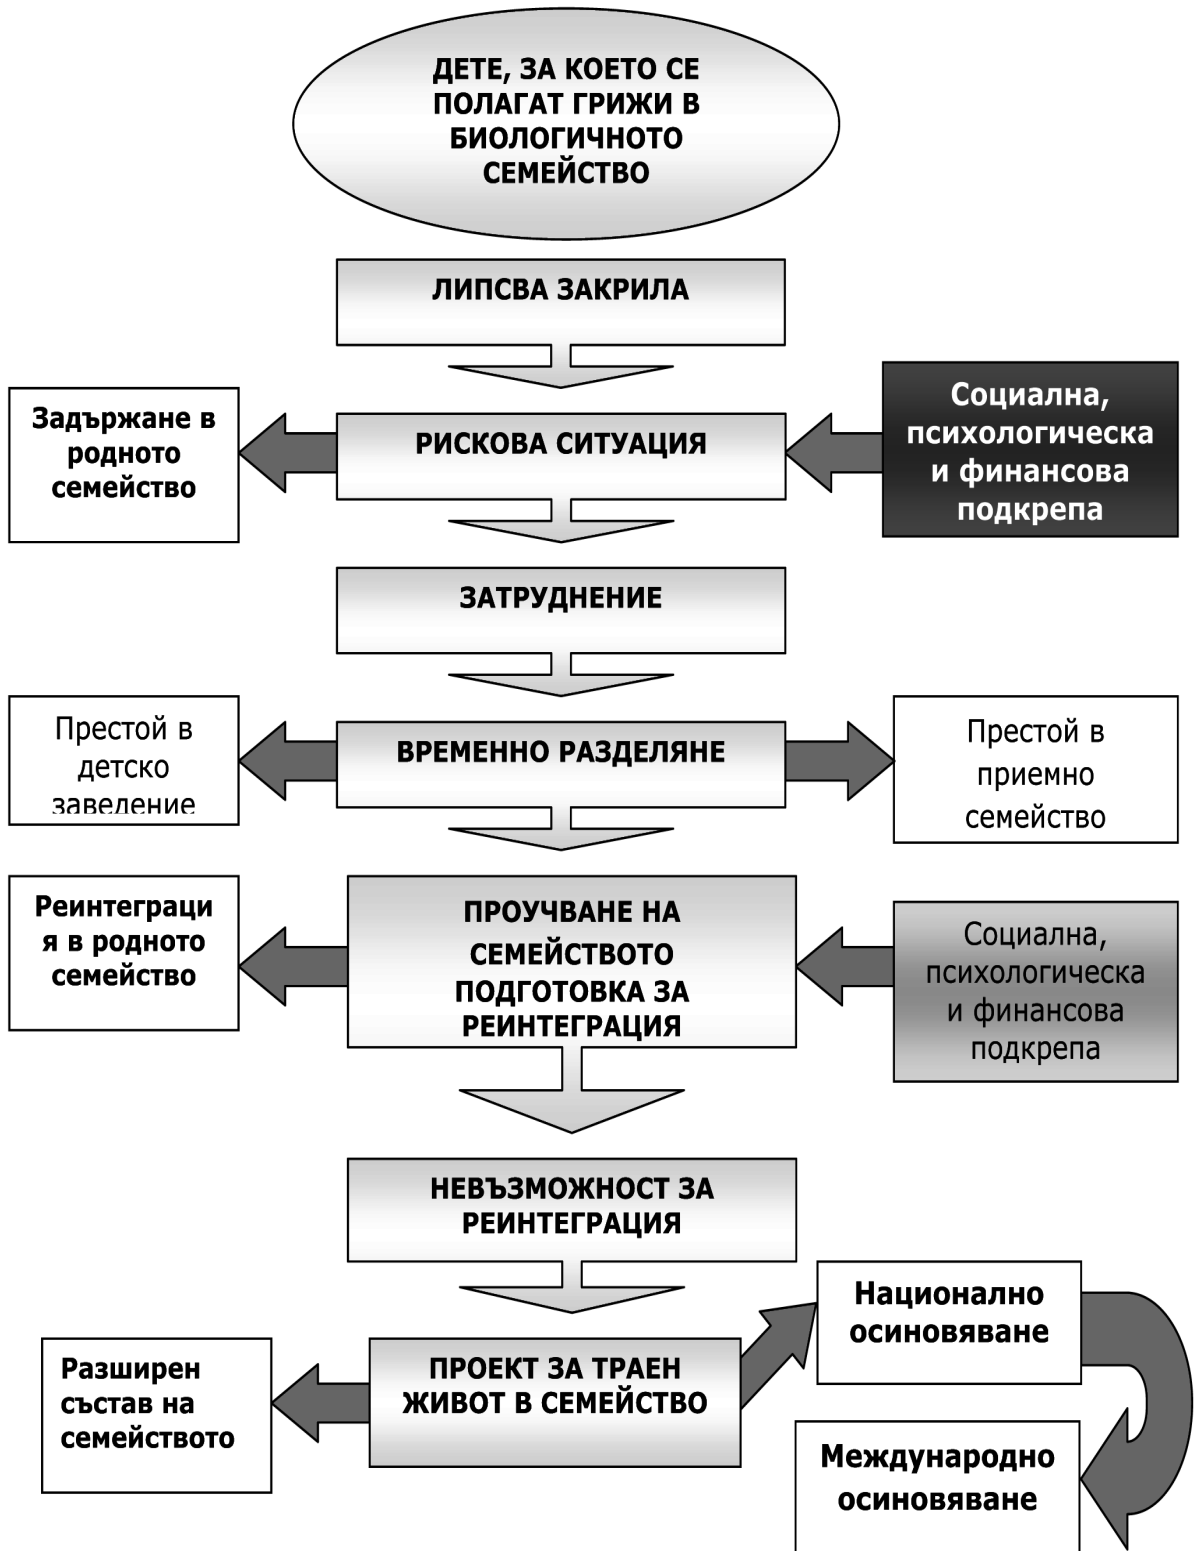 ДЕТЕ, ЗА КОЕТО СЕ
ПОЛАГАТ ГРИЖИ В
БИОЛОГИЧНОТО
СЕМЕЙСТВО
ЛИПСВА ЗАКРИЛА
Задържане в
родното
семейство
РИСКОВА СИТУАЦИЯ
Социална,
психологическа
и финансова
подкрепа
ЗАТРУДНЕНИЕ
Престой в
детско
заведение
ВРЕМЕННО РАЗДЕЛЯНЕ
Престой в
приемно
семейство
Реинтеграци
я в родното
семейство
ПРОУЧВАНЕ НА
СЕМЕЙСТВОТО
ПОДГОТОВКА ЗА
РЕИНТЕГРАЦИЯ
Социална,
психологическа
и финансова
подкрепа
НЕВЪЗМОЖНОСТ ЗА
РЕИНТЕГРАЦИЯ
Разширен
състав на
семейството
ПРОЕКТ ЗА ТРАЕН
ЖИВОТ В СЕМЕЙСТВО
Национално
осиновяване
Международно
осиновяване